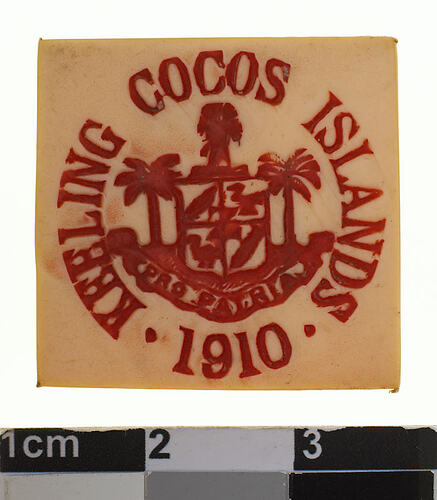 KEELING COCOS ISLANDS
PRO PATRIA
· 1910 ·
1cm 2 3